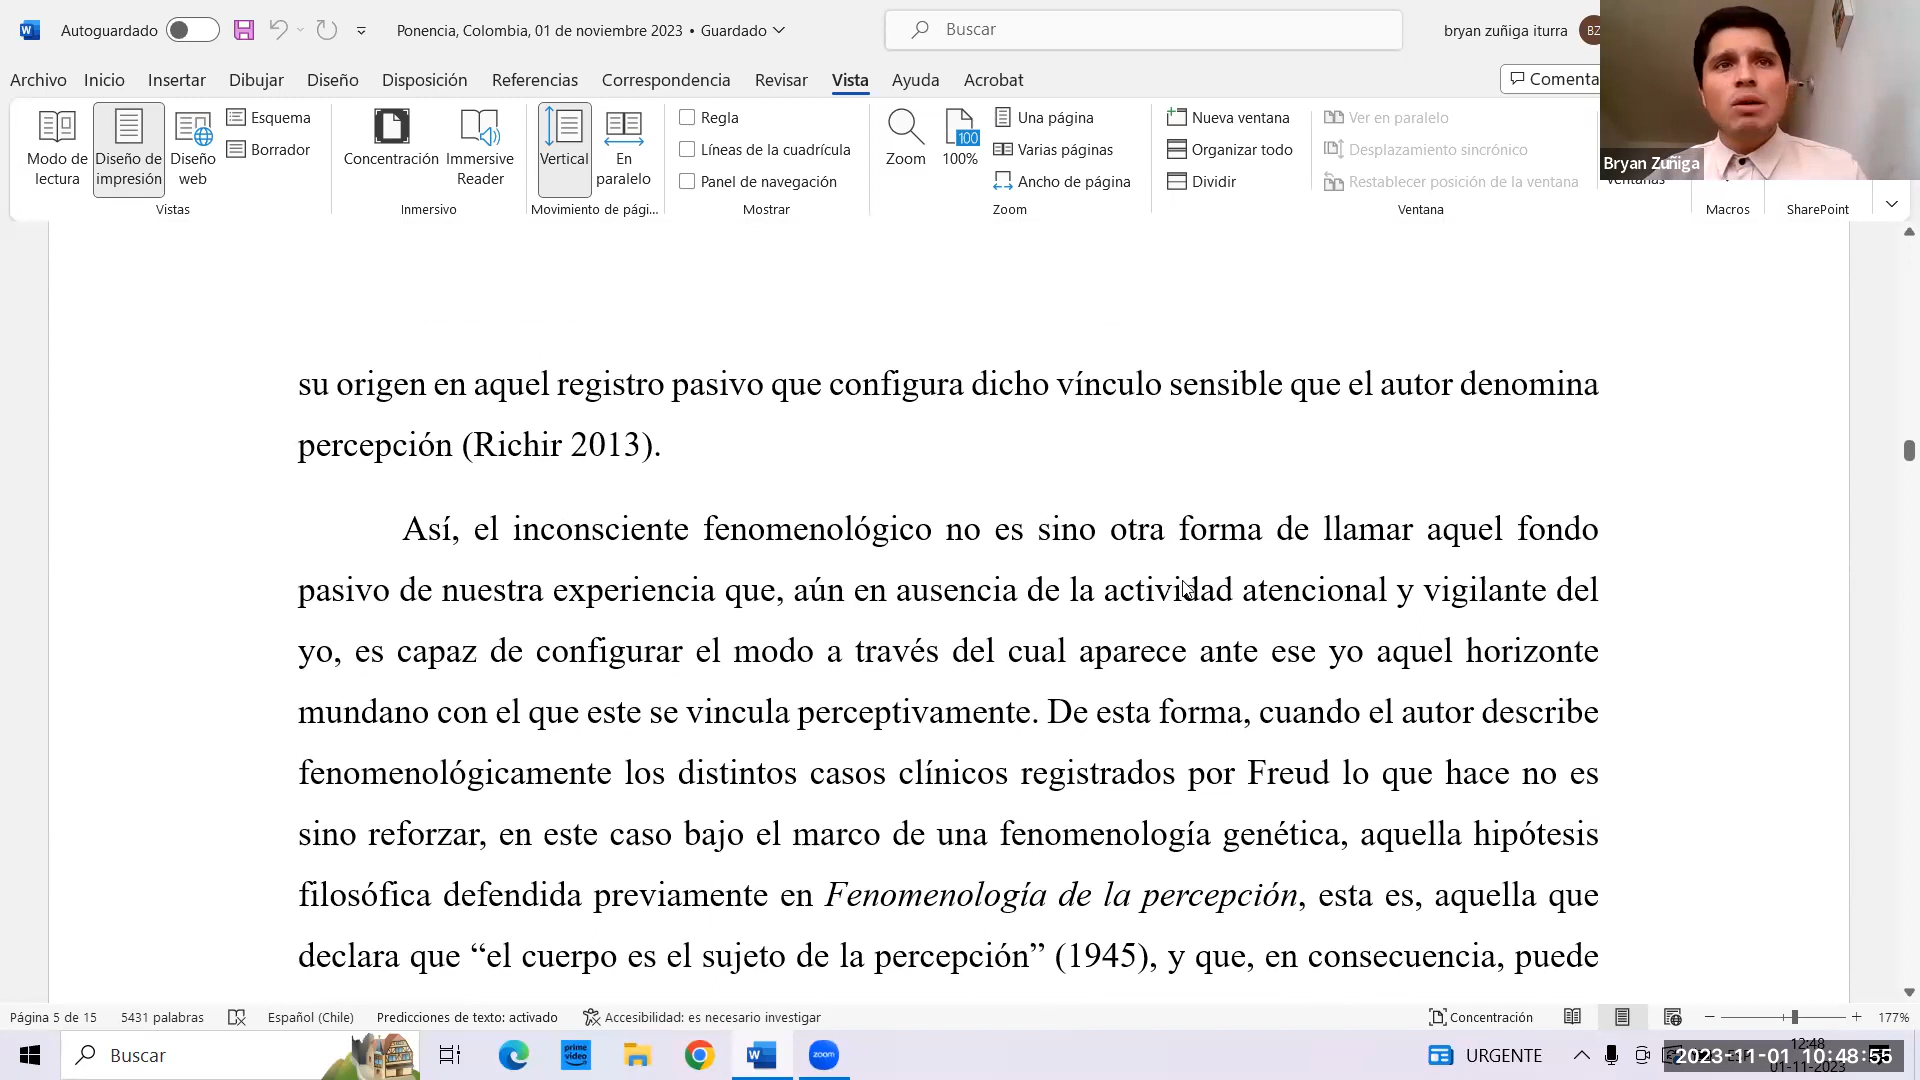 Autoguardado
Ponencia, Colombia, 01 de noviembre 2023 • Guardado
Buscar
bryan zuñiga iturra
BZ
Archivo Inicio Insertar Dibujar Diseño Disposición Referencias Correspondencia Revisar Vista Ayuda Acrobat
Comenta
Modo de lectura
Diseño de impresión
Diseño web
Esquema
Borrador
Vistas
Concentración
Immersive Reader
Inmersivo
Vertical
En paralelo
Movimiento de pági...
Regla
Líneas de la cuadrícula
Panel de navegación
Mostrar
Zoom
100
100%
Una página
Varias páginas
Ancho de página
Zoom
Nueva ventana
Organizar todo
Dividir
Ver en paralelo
Desplazamiento sincrónico
Restablecer posición de la ventana
Ventana
Macros
SharePoint
Bryan Zuñiga
su origen en aquel registro pasivo que configura dicho vínculo sensible que el autor denomina
percepción (Richir 2013).
Así, el inconsciente fenomenológico no es sino otra forma de llamar aquel fondo
pasivo de nuestra experiencia que, aún en ausencia de la actividad atencional y vigilante del
yo, es capaz de configurar el modo a través del cual aparece ante ese yo aquel horizonte
mundano con el que este se vincula perceptivamente. De esta forma, cuando el autor describe
fenomenológicamente los distintos casos clínicos registrados por Freud lo que hace no es
sino reforzar, en este caso bajo el marco de una fenomenología genética, aquella hipótesis
filosófica defendida previamente en Fenomenología de la percepción, esta es, aquella que
declara que “el cuerpo es el sujeto de la percepción” (1945), y que, en consecuencia, puede
Página 5 de 15 5431 palabras Español (Chile) Predicciones de texto: activado Accesibilidad: es necesario investigar
Concentración 177%
Buscar
prime video
zoom
URGENTE
12:48
2023-11-01 10:48:55
01-11-2023